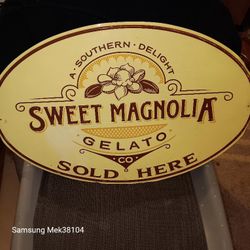 A · SOUTHERN · DELIGHT
SWEET MAGNOLIA
GELATO
· CO ·
SOLD HERE
Samsung Mek38104